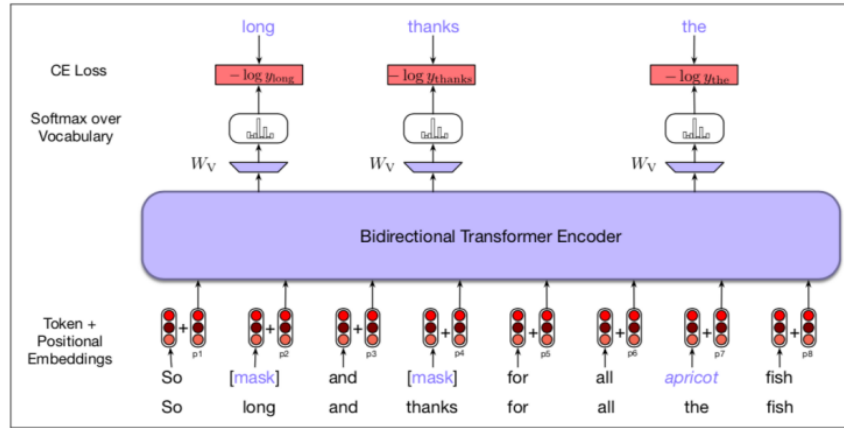 long thanks the
CE Loss − log y_long − log y_thanks − log y_the
Softmax over
Vocabulary
W_V W_V W_V
Bidirectional Transformer Encoder
Token +
Positional
Embeddings
+ + + + + + + +
p1 p2 p3 p4 p5 p6 p7 p8
So [mask] and [mask] for all apricot fish
So long and thanks for all the fish